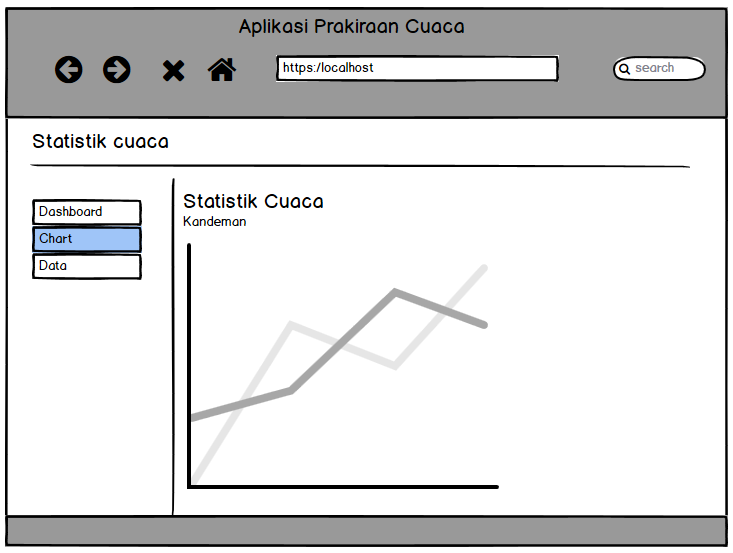 Aplikasi Prakiraan Cuaca
https:/localhost
search
Statistik cuaca
Dashboard
Chart
Data
Statistik Cuaca
Kandeman